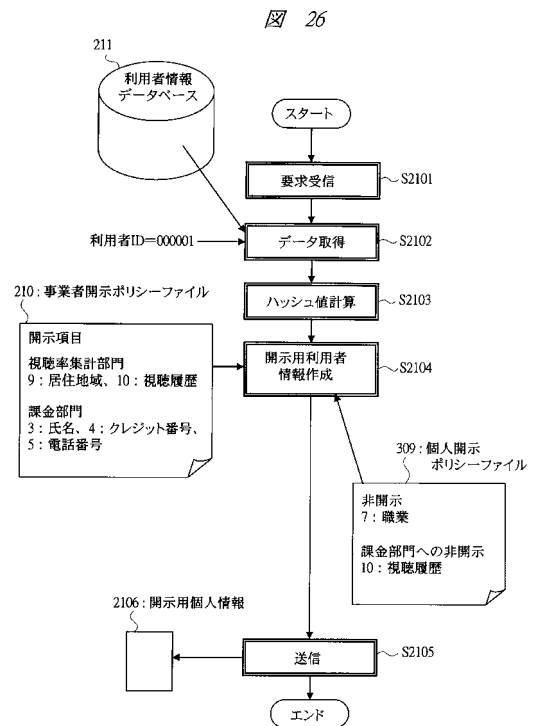 図 26
211
利用者情報
データベース
スタート
要求受信
S2101
利用者ID=000001
データ取得
S2102
ハッシュ値計算
S2103
210:事業者開示ポリシーファイル
開示項目
視聴率集計部門
9:居住地域、10:視聴履歴
課金部門
3:氏名、4:クレジット番号、
5:電話番号
開示用利用者
情報作成
S2104
309:個人開示
ポリシーファイル
非開示
7:職業
課金部門への非開示
10:視聴履歴
2106:開示用個人情報
送信
S2105
エンド